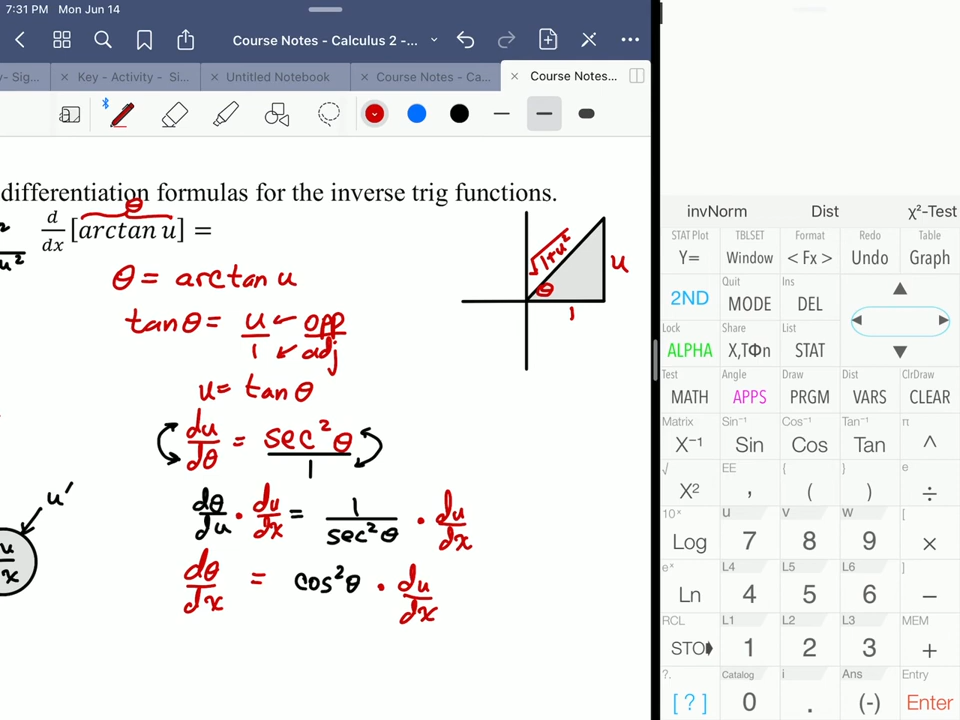 7:31 PM Mon Jun 14
Course Notes - Calculus 2 -...
y- Sig...
Key - Activity - Si...
Untitled Notebook
Course Notes - Ca...
Course Notes...
differentiation formulas for the inverse trig functions.
θ
d/dx [arctan u] =
θ = arctan u
tanθ = u/1 ← opp/adj
u = tanθ
du/dθ = sec²θ/1
dθ/du · du/dx = 1/sec²θ · du/dx
dθ/dx = cos²θ · du/dx
u'
u
x
√1+u²
u
θ
1
invNorm Dist χ²-Test
STAT Plot TBLSET Format Redo Table
Y= Window < Fx > Undo Graph
Quit Ins
2ND MODE DEL
Lock Share List
ALPHA X,TΦn STAT
Test Angle Draw Dist ClrDraw
MATH APPS PRGM VARS CLEAR
Matrix Sin⁻¹ Cos⁻¹ Tan⁻¹ π
X⁻¹ Sin Cos Tan ^
√ EE { } e
X² , ( ) ÷
10ˣ u v w [
Log 7 8 9 ×
eˣ L4 L5 L6 ]
Ln 4 5 6 −
RCL L1 L2 L3 MEM
STO 1 2 3 +
?. Catalog i Ans Entry
[ ? ] 0 . (-) Enter